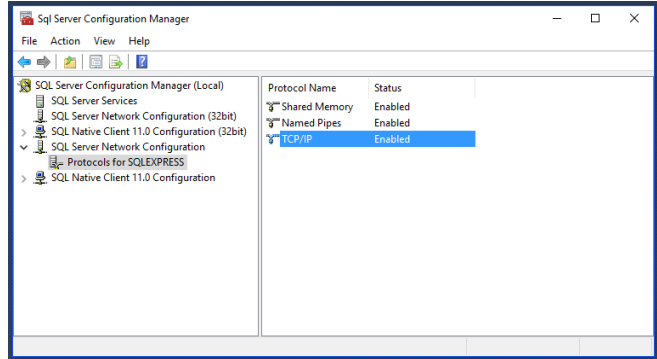 Sql Server Configuration Manager
File Action View Help
SQL Server Configuration Manager (Local)
SQL Server Services
SQL Server Network Configuration (32bit)
SQL Native Client 11.0 Configuration (32bit)
SQL Server Network Configuration
Protocols for SQLEXPRESS
SQL Native Client 11.0 Configuration
Protocol Name Status
Shared Memory Enabled
Named Pipes Enabled
TCP/IP Enabled